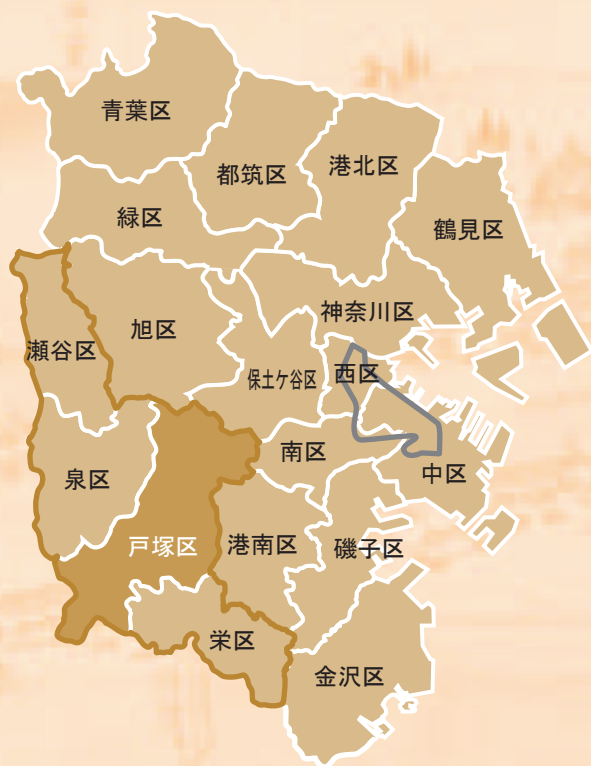 青葉区
都筑区
港北区
緑区
鶴見区
神奈川区
旭区
瀬谷区
保土ケ谷区
西区
南区
中区
泉区
戸塚区
港南区
磯子区
栄区
金沢区